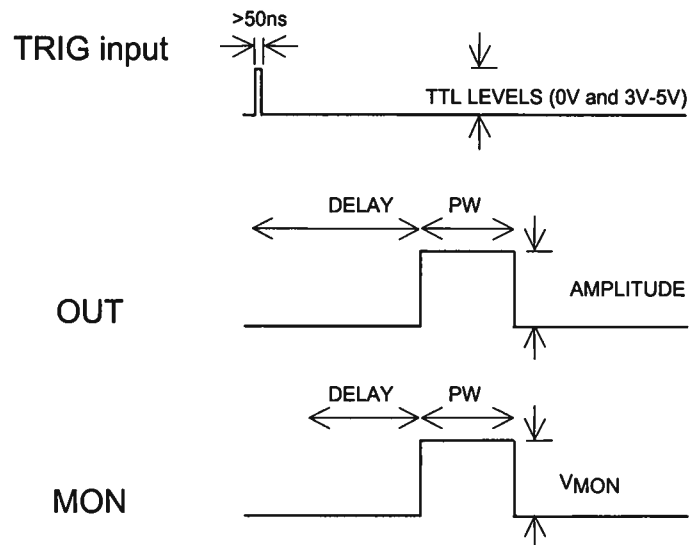 >50ns
TRIG input
TTL LEVELS (0V and 3V-5V)
DELAY PW
AMPLITUDE
OUT
DELAY PW
VMON
MON